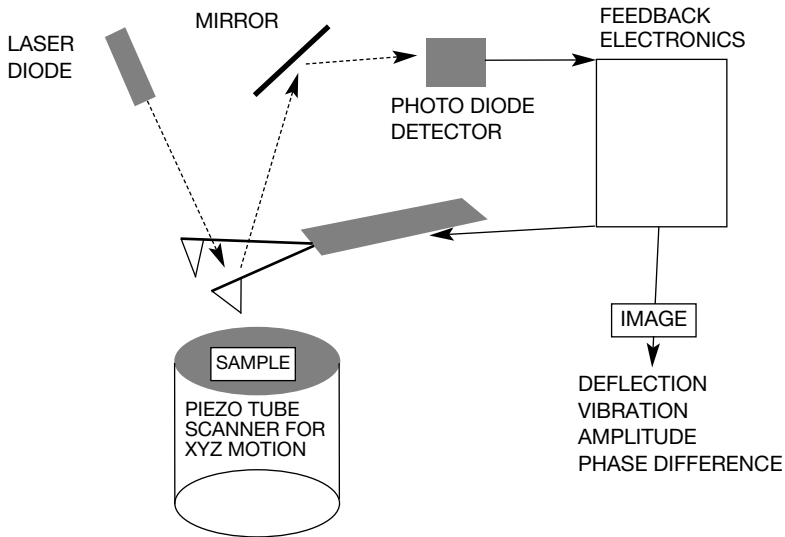 LASER
DIODE
MIRROR
PHOTO DIODE
DETECTOR
FEEDBACK
ELECTRONICS
IMAGE
DEFLECTION
VIBRATION
AMPLITUDE
PHASE DIFFERENCE
SAMPLE
PIEZO TUBE
SCANNER FOR
XYZ MOTION